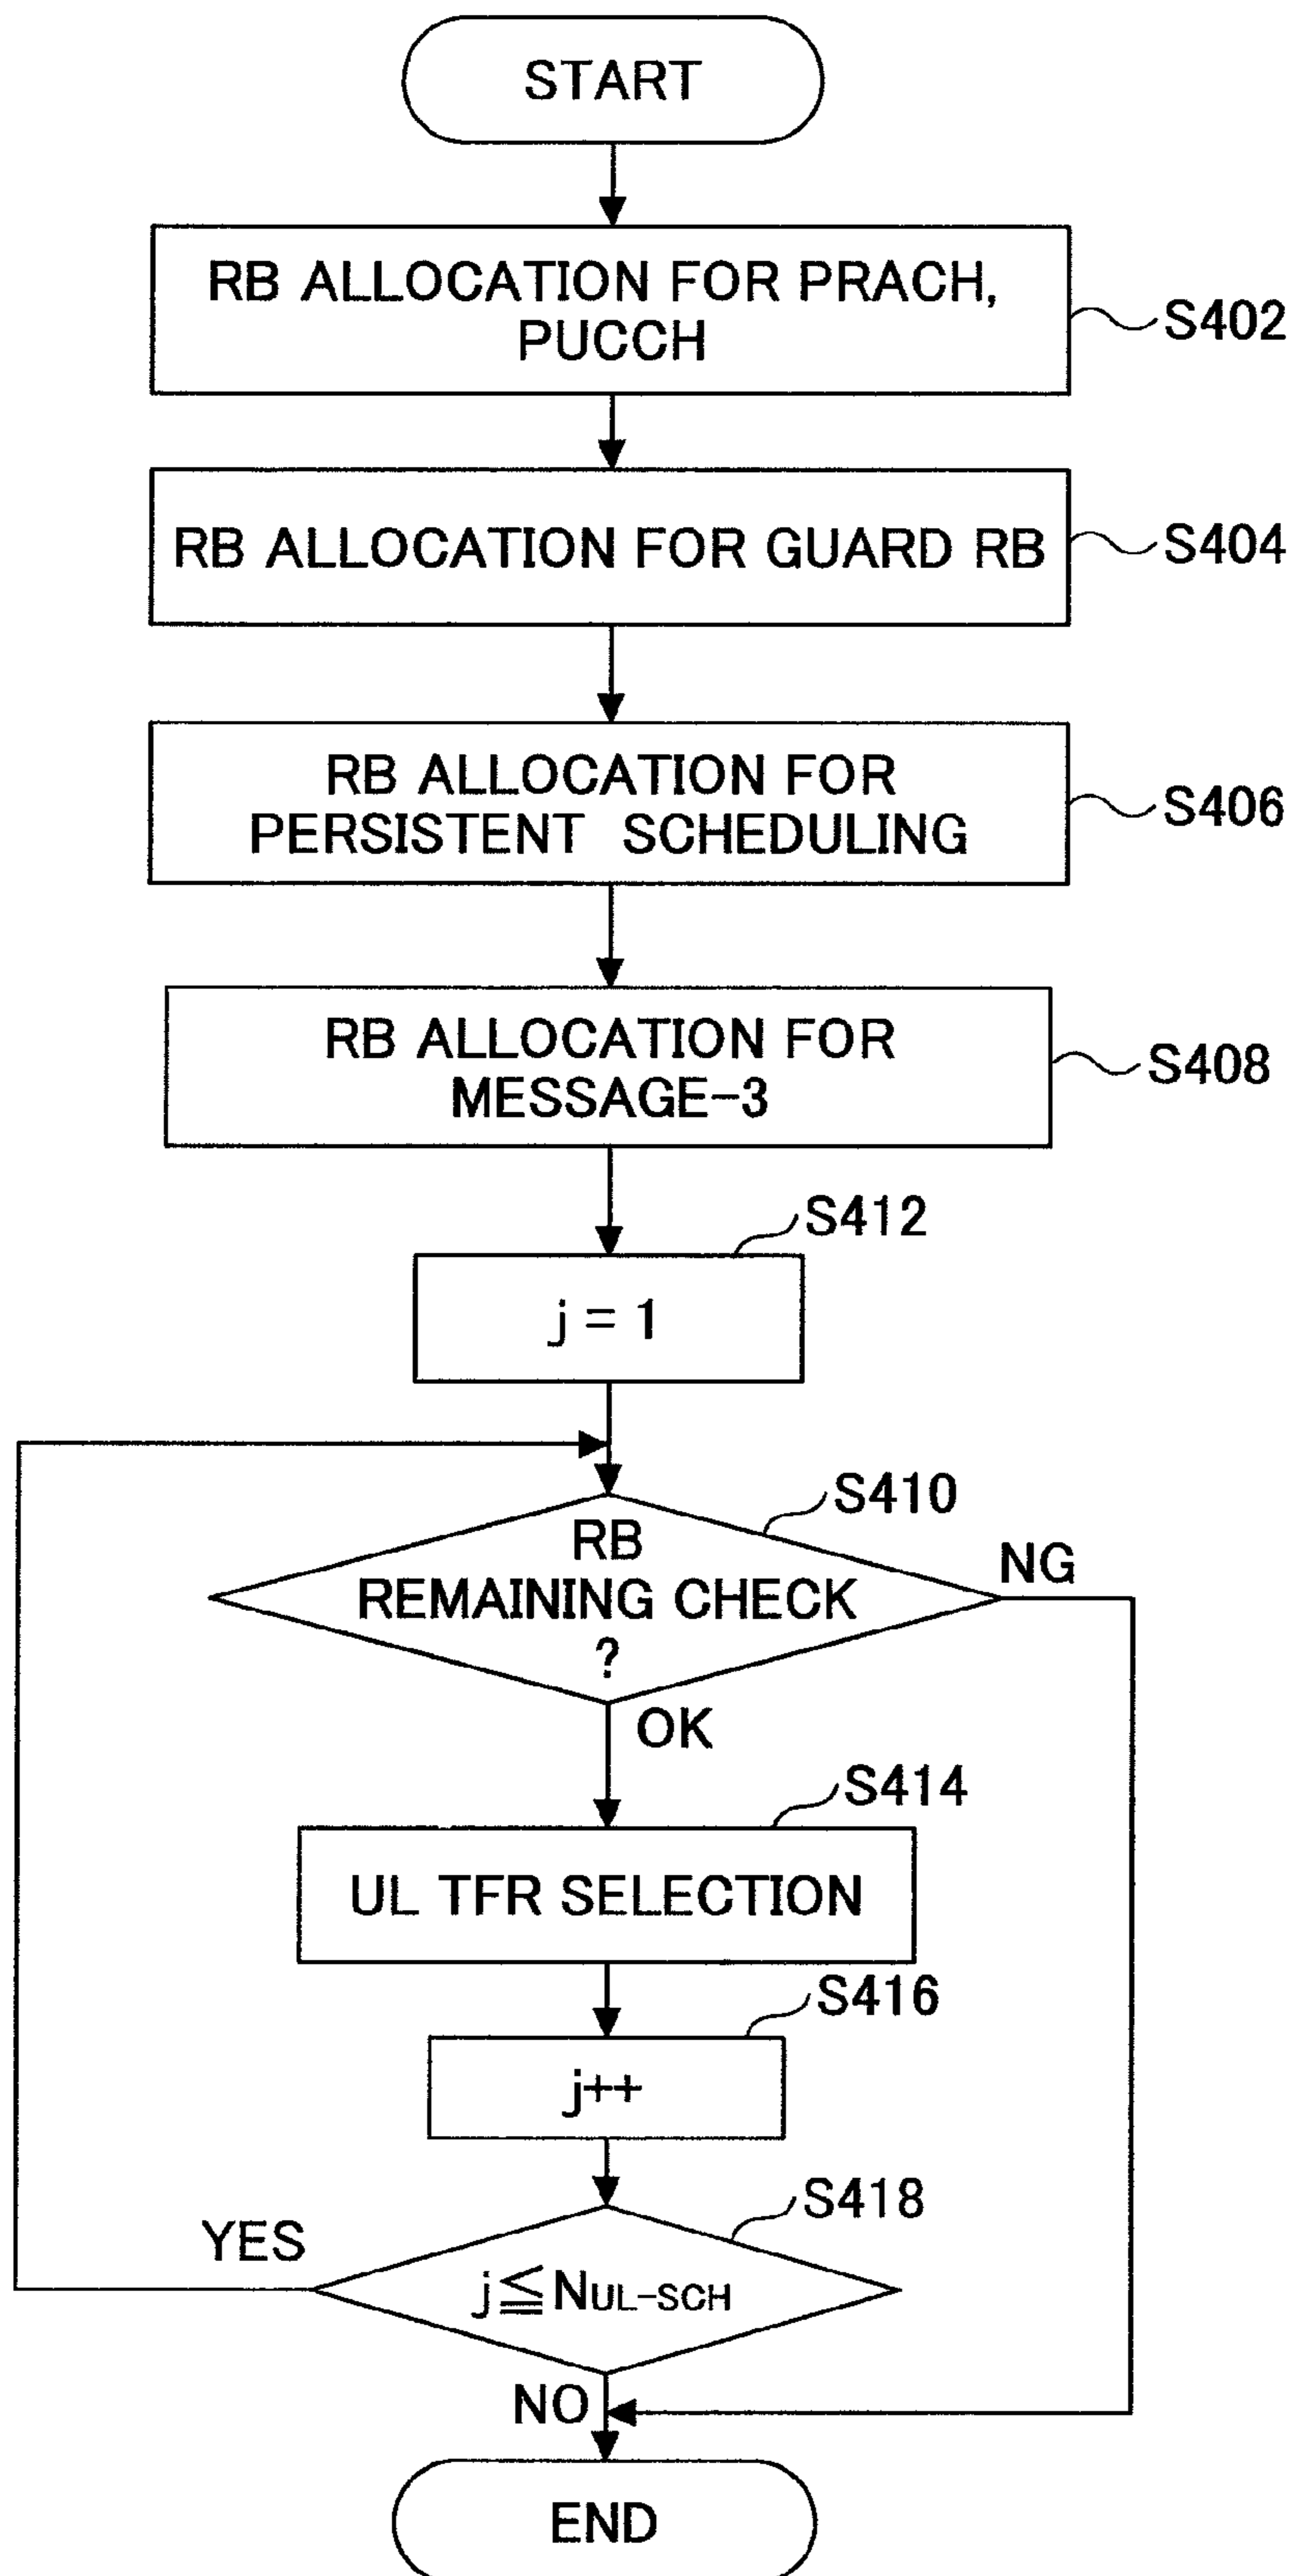 START
RB ALLOCATION FOR PRACH,
PUCCH
S402
RB ALLOCATION FOR GUARD RB
S404
RB ALLOCATION FOR
PERSISTENT SCHEDULING
S406
RB ALLOCATION FOR
MESSAGE-3
S408
S412
j = 1
S410
RB
REMAINING CHECK
?
NG
OK
S414
UL TFR SELECTION
S416
j++
S418
YES
j≦NUL-SCH
NO
END